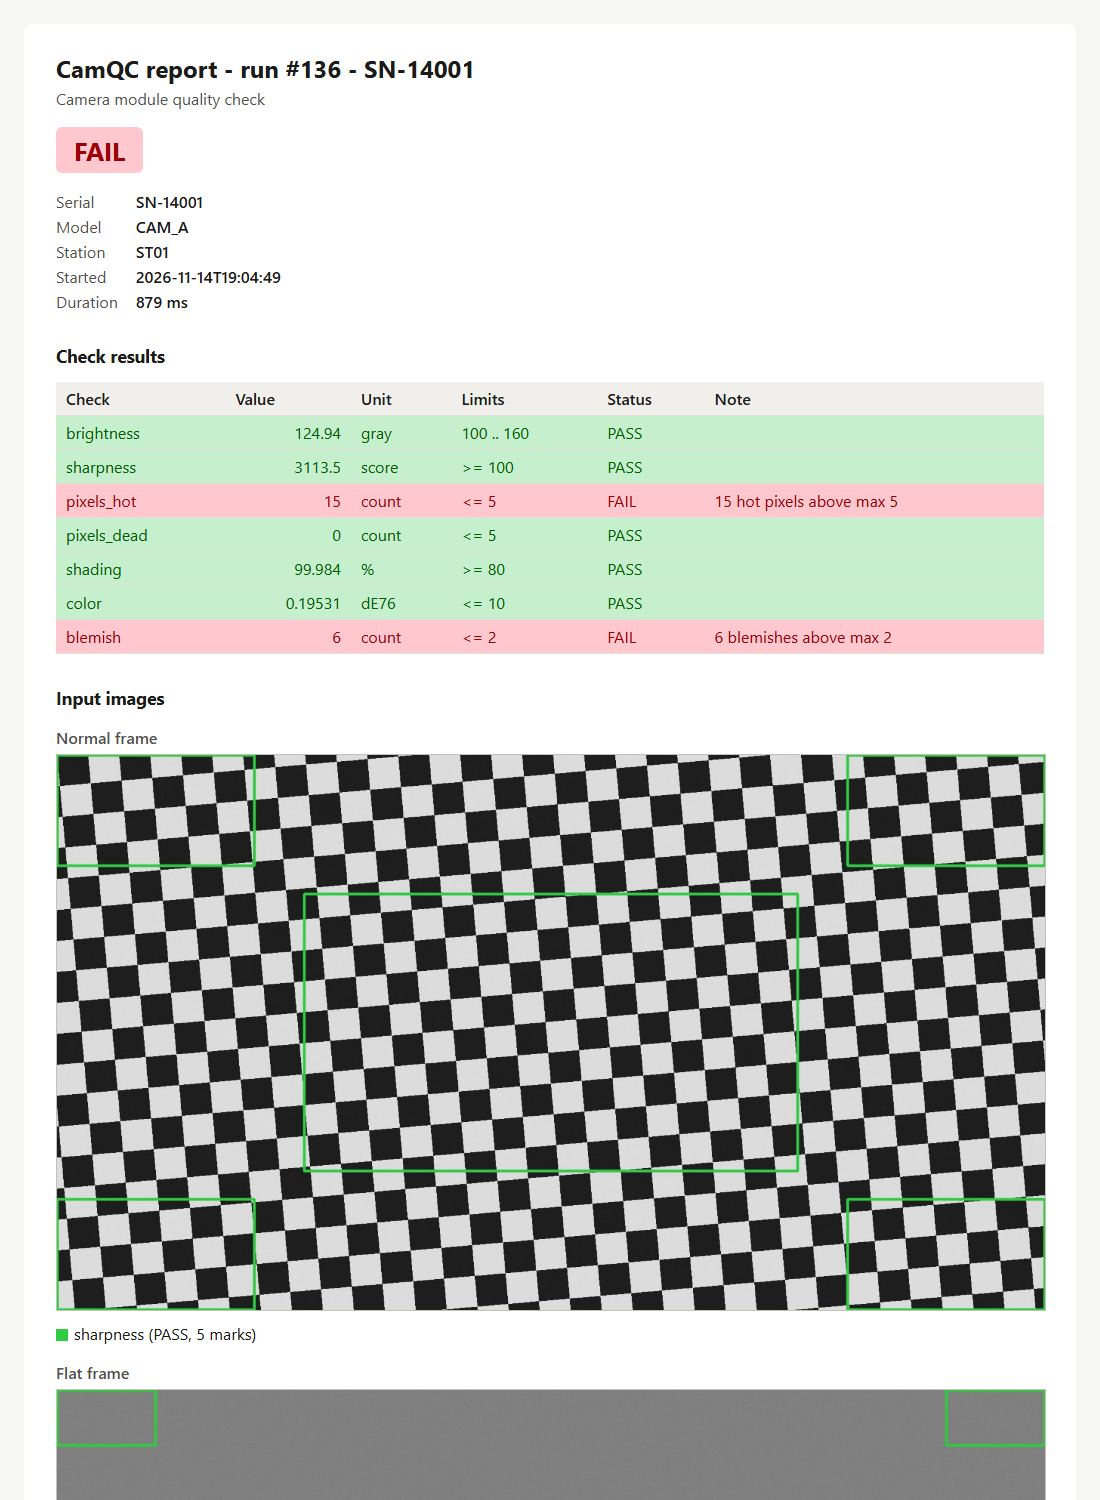 CamQC report - run #136 - SN-14001
Camera module quality check
FAIL
Serial SN-14001
Model CAM_A
Station ST01
Started 2026-11-14T19:04:49
Duration 879 ms
Check results
Check Value Unit Limits Status Note
brightness 124.94 gray 100 .. 160 PASS
sharpness 3113.5 score >= 100 PASS
pixels_hot 15 count <= 5 FAIL 15 hot pixels above max 5
pixels_dead 0 count <= 5 PASS
shading 99.984 % >= 80 PASS
color 0.19531 dE76 <= 10 PASS
blemish 6 count <= 2 FAIL 6 blemishes above max 2
Input images
Normal frame
sharpness (PASS, 5 marks)
Flat frame